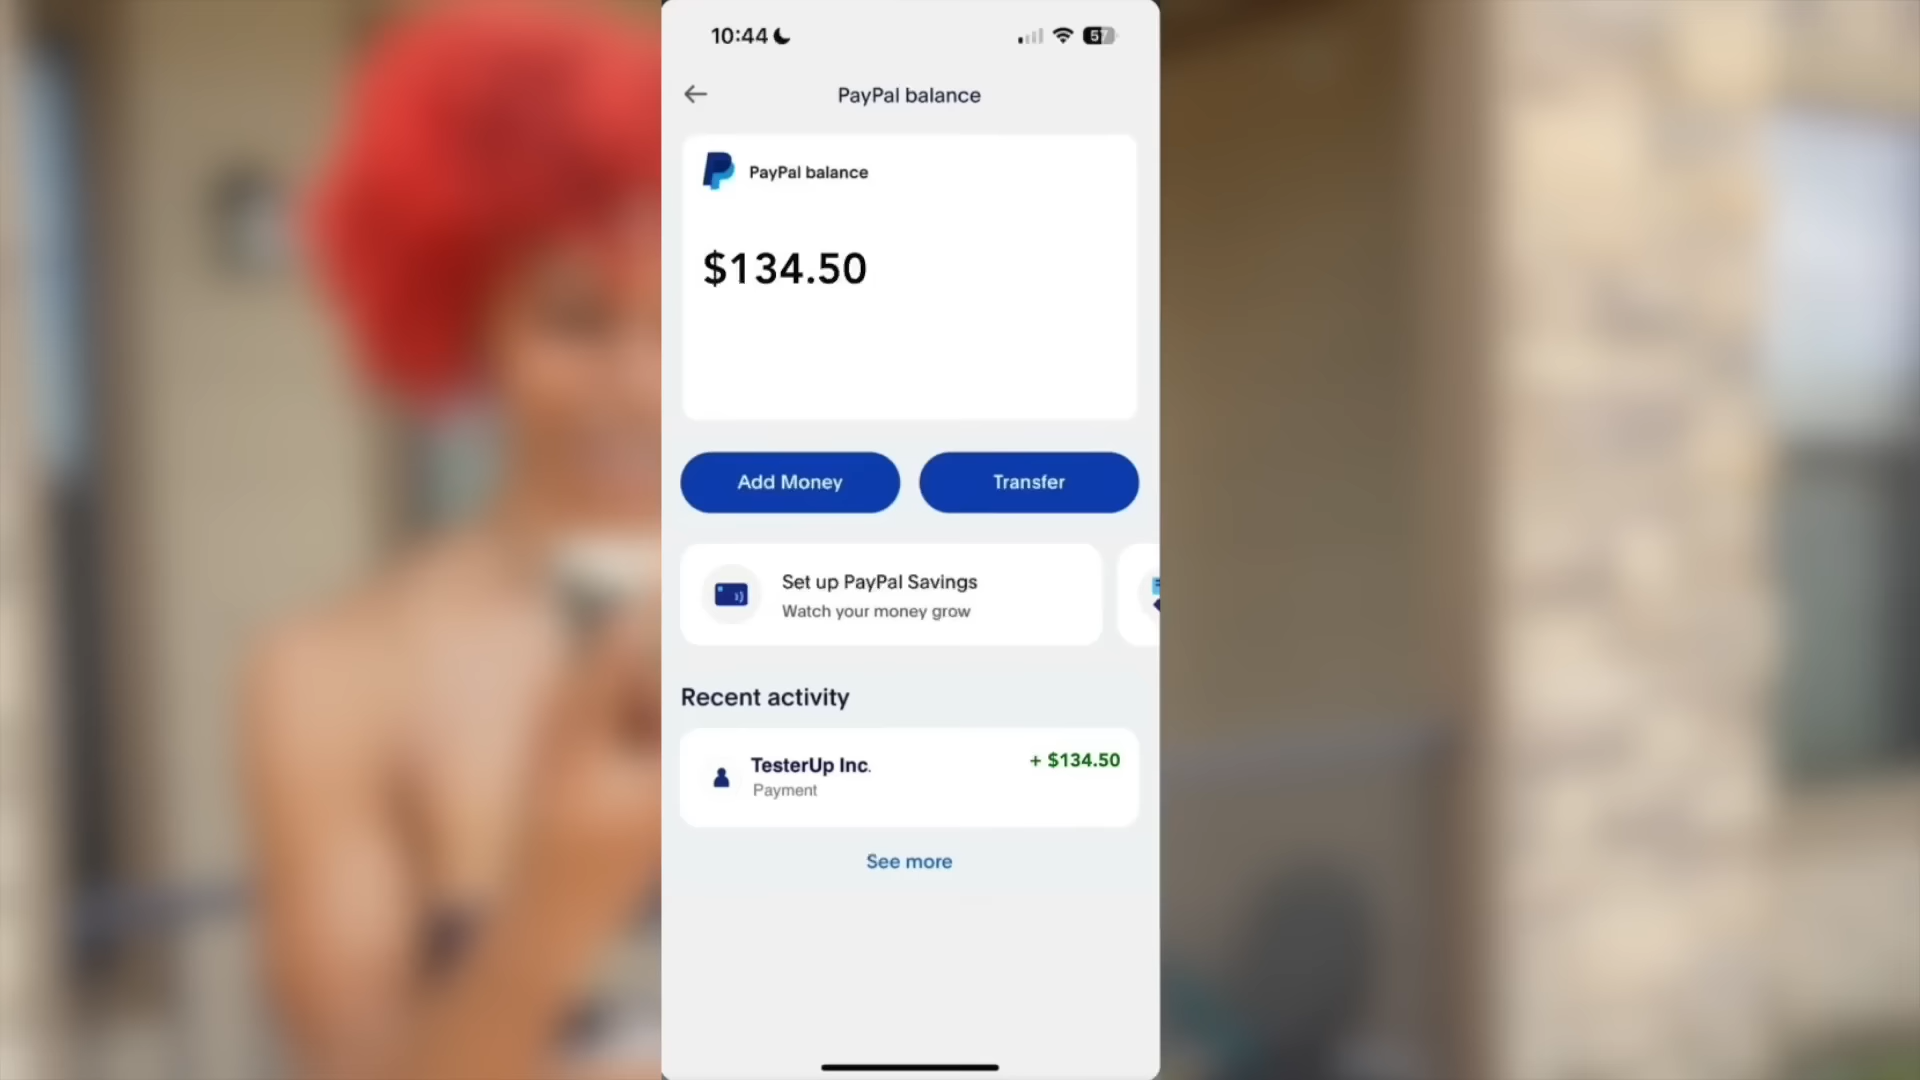 10:44
57
PayPal balance
PayPal balance
$134.50
Add Money
Transfer
Set up PayPal Savings
Watch your money grow
Recent activity
TesterUp Inc.
+ $134.50
Payment
See more